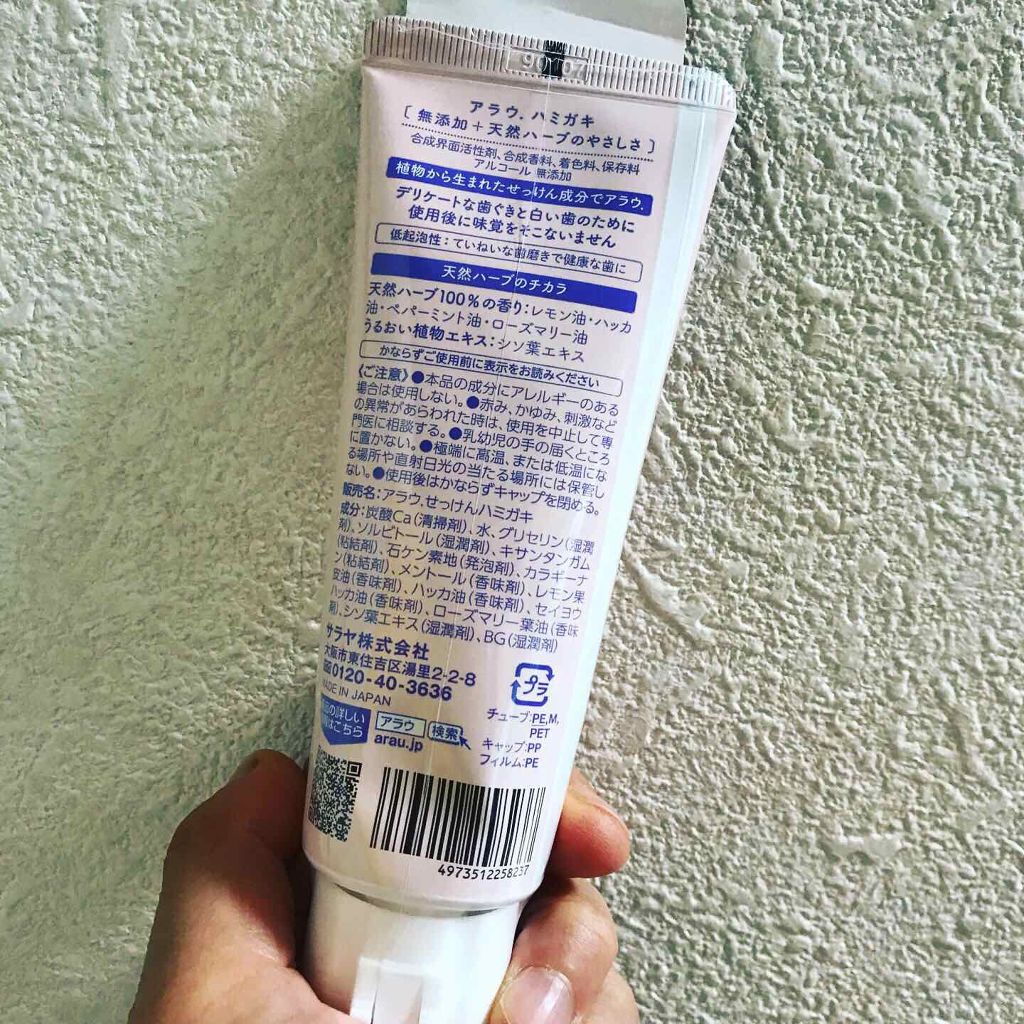 90107
アラウ. ハミガキ
[ 無添加+天然ハーブのやさしさ ]
合成界面活性剤、合成香料、着色料、保存料
アルコール 無添加
植物から生まれたせっけん成分でアラウ.
デリケートな歯ぐきと白い歯のために
使用後に味覚をそこないません
低起泡性:ていねいな歯磨きで健康な歯に
天然ハーブのチカラ
天然ハーブ100%の香り:レモン油・ハッカ
油・ペパーミント油・ローズマリー油
うるおい植物エキス:シソ葉エキス
かならずご使用前に表示をお読みください
《ご注意》●本品の成分にアレルギーのある
場合は使用しない。●赤み、かゆみ、刺激など
の異常があらわれた時は、使用を中止して専
門医に相談する。●乳幼児の手の届くところ
に置かない。●極端に高温、または低温にな
る場所や直射日光の当たる場所には保管し
ない。●使用後はかならずキャップを閉める。
販売名:アラウ.せっけんハミガキ
成分:炭酸Ca(清掃剤)、水、グリセリン(湿潤
剤)、ソルビトール(湿潤剤)、キサンタンガム
(粘結剤)、石ケン素地(発泡剤)、カラギーナ
ン(粘結剤)、メントール(香味剤)、レモン果
皮油(香味剤)、ハッカ油(香味剤)、セイヨウ
ハッカ油(香味剤)、ローズマリー葉油(香味
剤)、シソ葉エキス(湿潤剤)、BG(湿潤剤)
サラヤ株式会社
大阪市東住吉区湯里2-2-8
0120-40-3636
MADE IN JAPAN
プラ
チューブ:PE,M,
PET
キャップ:PP
フィルム:PE
の詳しい
はこちら
アラウ 検索
arau.jp
4973512258237